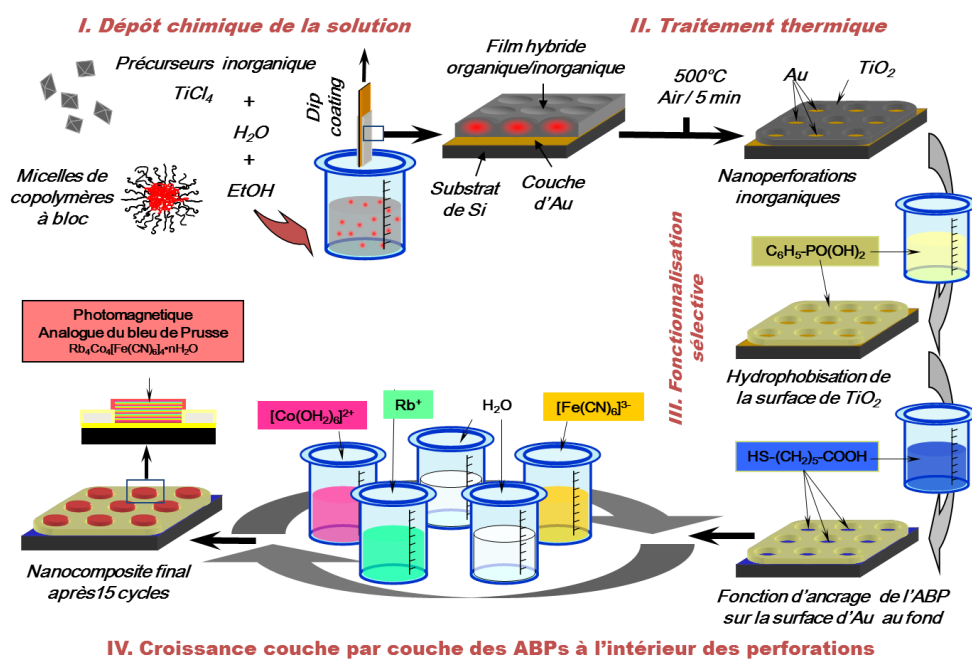 I. Dépôt chimique de la solution
Précurseurs inorganique
TiCl4
+
H2O
+
EtOH
Micelles de
copolymères
à bloc
Dip
coating
Film hybride
organique/inorganique
Substrat
de Si
Couche
d'Au
II. Traitement thermique
500°C
Air / 5 min
Au
TiO2
Nanoperforations
inorganiques
III. Fonctionnalisation
sélective
C6H5-PO(OH)2
Hydrophobisation de
la surface de TiO2
HS-(CH2)5-COOH
Fonction d'ancrage de l'ABP
sur la surface d'Au au fond
[Co(OH2)6]2+
Rb+
H2O
[Fe(CN)6]3-
Photomagnetique
Analogue du bleu de Prusse
Rb4Co4[Fe(CN)6]4•nH2O
Nanocomposite final
après15 cycles
IV. Croissance couche par couche des ABPs à l'intérieur des perforations